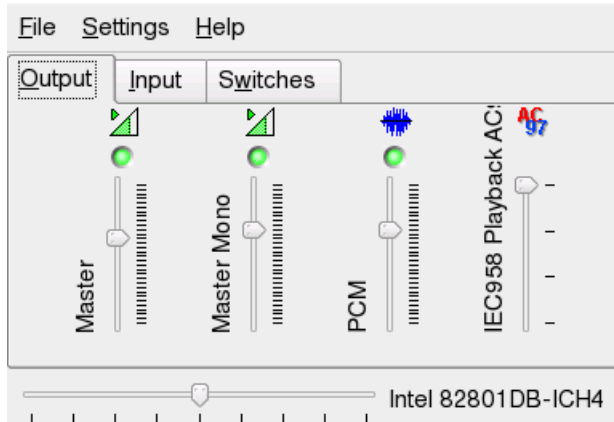 File Settings Help
Output Input Switches
AC
97
Master
Master Mono
PCM
IEC958 Playback AC
Intel 82801DB-ICH4